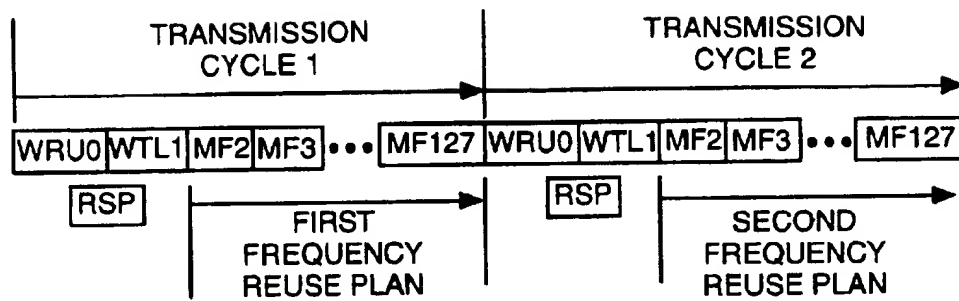 TRANSMISSION
CYCLE 1
TRANSMISSION
CYCLE 2
WRU0 WTL1 MF2 MF3 ••• MF127 WRU0 WTL1 MF2 MF3 ••• MF127
RSP
RSP
FIRST
FREQUENCY
REUSE PLAN
SECOND
FREQUENCY
REUSE PLAN